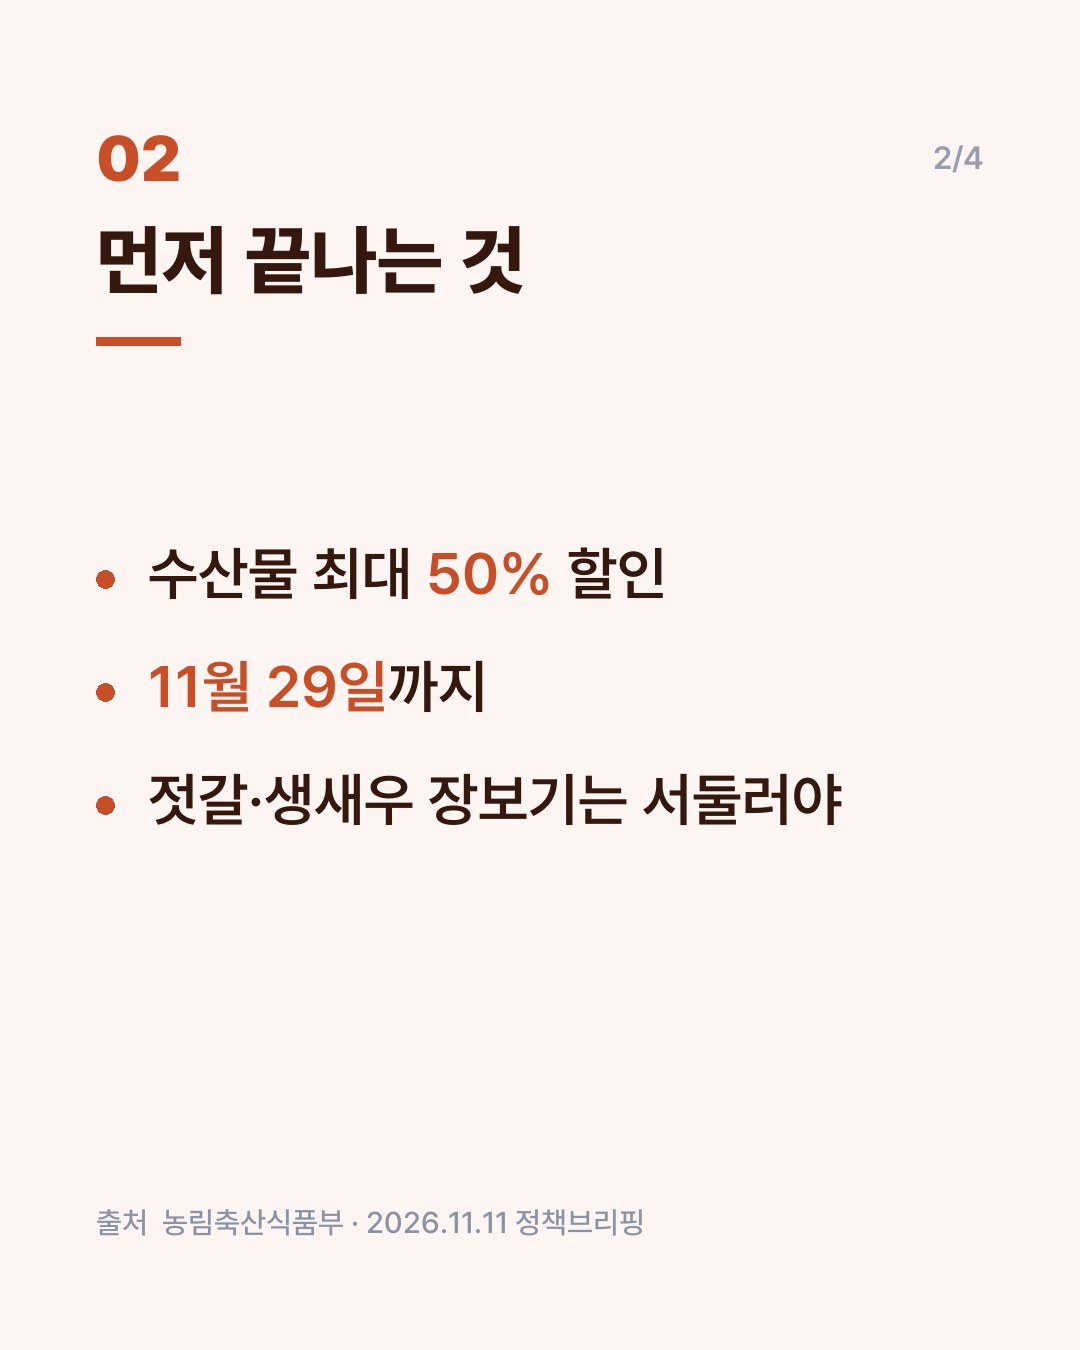 02
2/4
먼저 끝나는 것
수산물 최대 50% 할인
11월 29일까지
젓갈·생새우 장보기는 서둘러야
출처 농림축산식품부 · 2026.11.11 정책브리핑